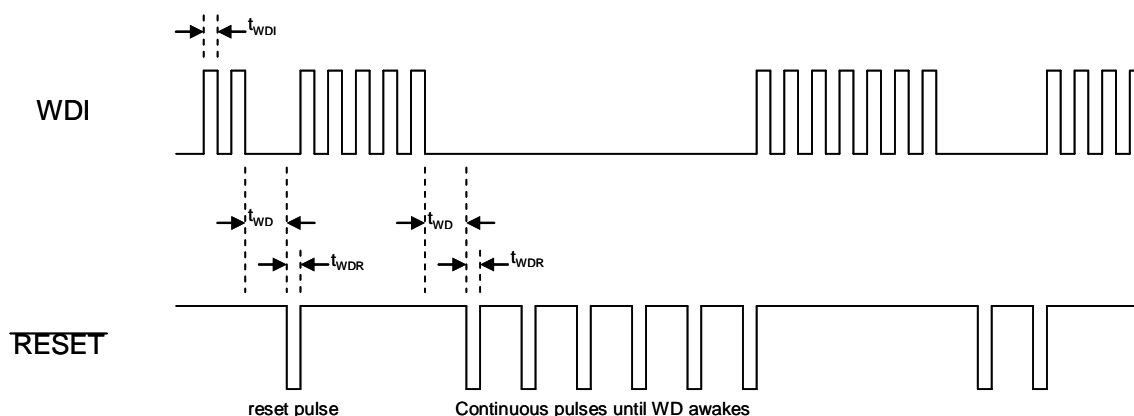 tWDI
WDI
tWD
tWD
tWDR
tWDR
RESET
reset pulse
Continuous pulses until WD awakes